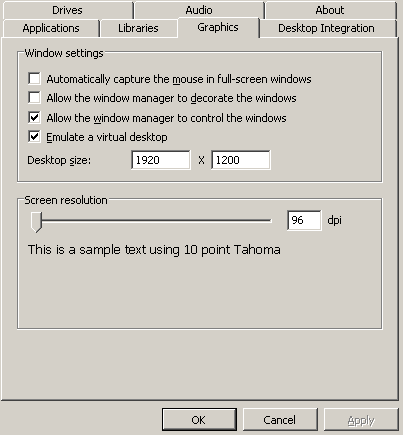 Drives Audio About
Applications Libraries Graphics Desktop Integration
Window settings
Automatically capture the mouse in full-screen windows
Allow the window manager to decorate the windows
Allow the window manager to control the windows
Emulate a virtual desktop
Desktop size: 1920 X 1200
Screen resolution
96 dpi
This is a sample text using 10 point Tahoma
OK Cancel Apply